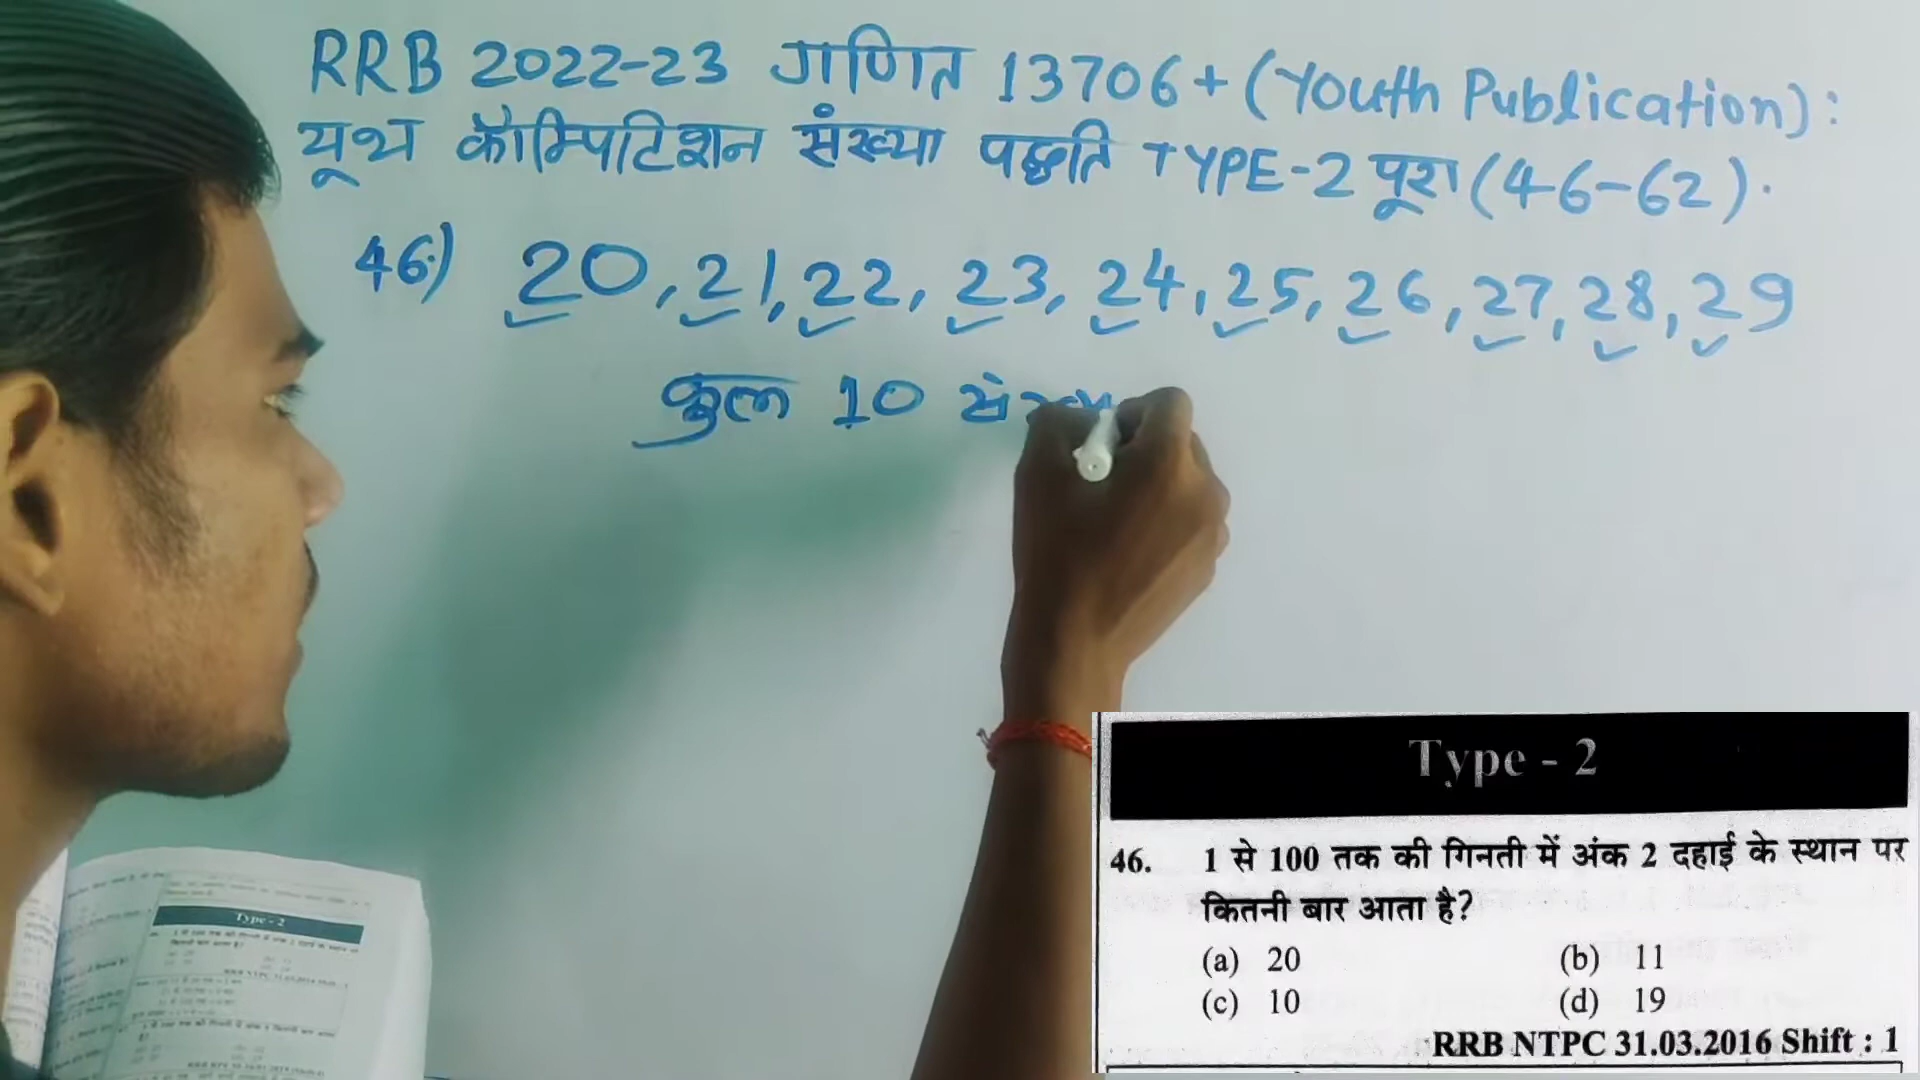 RRB 2022-23 गणित 13706+ (Youth Publication):
यूथ कौम्पिटिशन संख्या पद्धति TYPE-2 पूरा (46-62).
46.) 20, 21, 22, 23, 24, 25, 26, 27, 28, 29
कुल 10
Type - 2
46. 1 से 100 तक की गिनती में अंक 2 दहाई के स्थान पर
कितनी बार आता है?
(a) 20 (b) 11
(c) 10 (d) 19
RRB NTPC 31.03.2016 Shift : 1
Type - 2